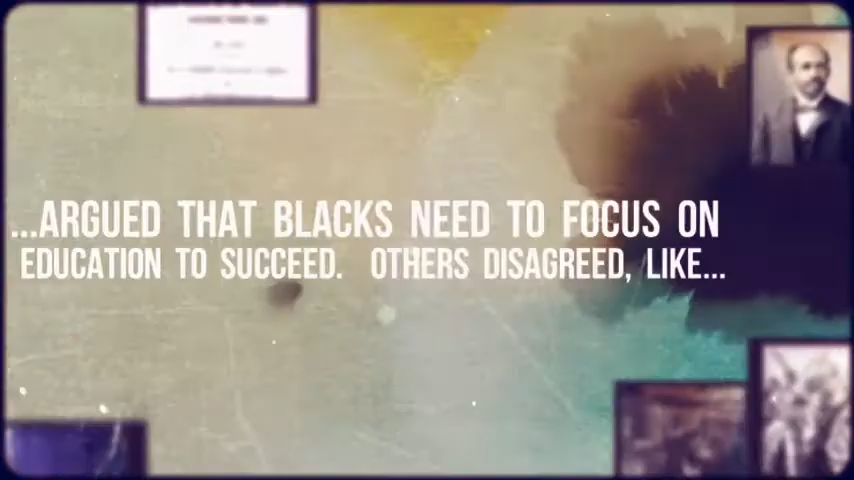 ...ARGUED THAT BLACKS NEED TO FOCUS ON
EDUCATION TO SUCCEED. OTHERS DISAGREED, LIKE...